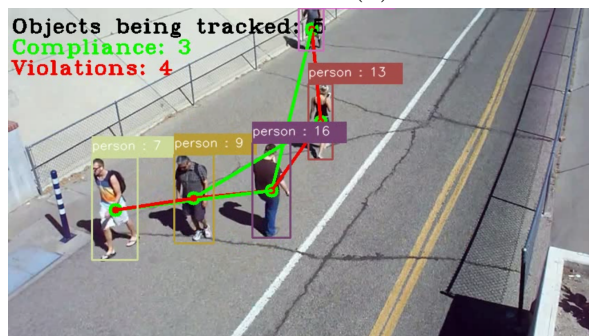 Objects being tracked: 5
Compliance: 3
Violations: 4
person : 13
person : 16
person : 7
person : 9